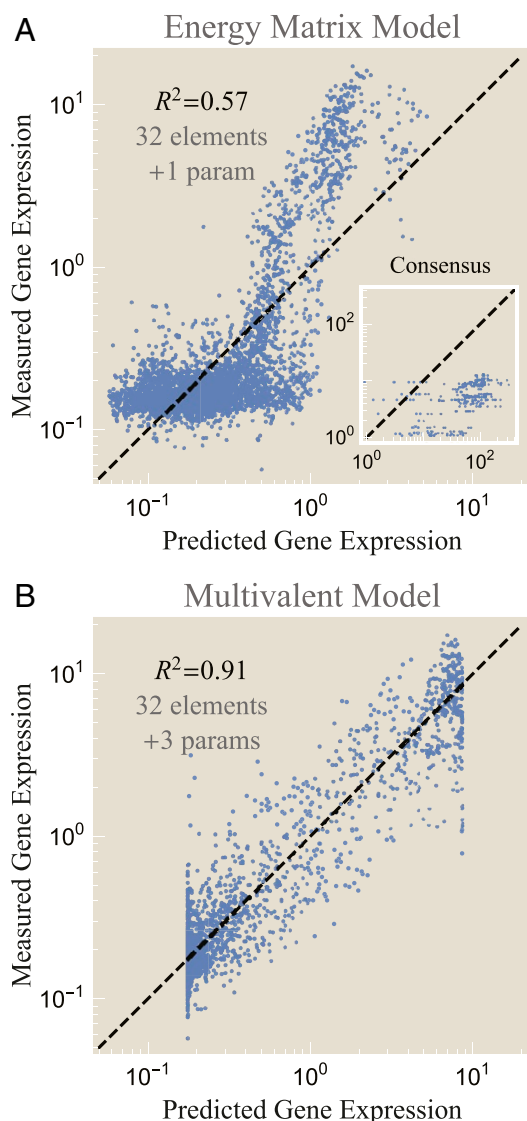 A
Energy Matrix Model
R²=0.57
32 elements
+1 param
10¹
10⁰
10⁻¹
Measured Gene Expression
Consensus
10²
10⁰
10⁰
10²
10⁻¹
10⁰
10¹
Predicted Gene Expression
B
Multivalent Model
R²=0.91
32 elements
+3 params
10¹
10⁰
10⁻¹
Measured Gene Expression
10⁻¹
10⁰
10¹
Predicted Gene Expression